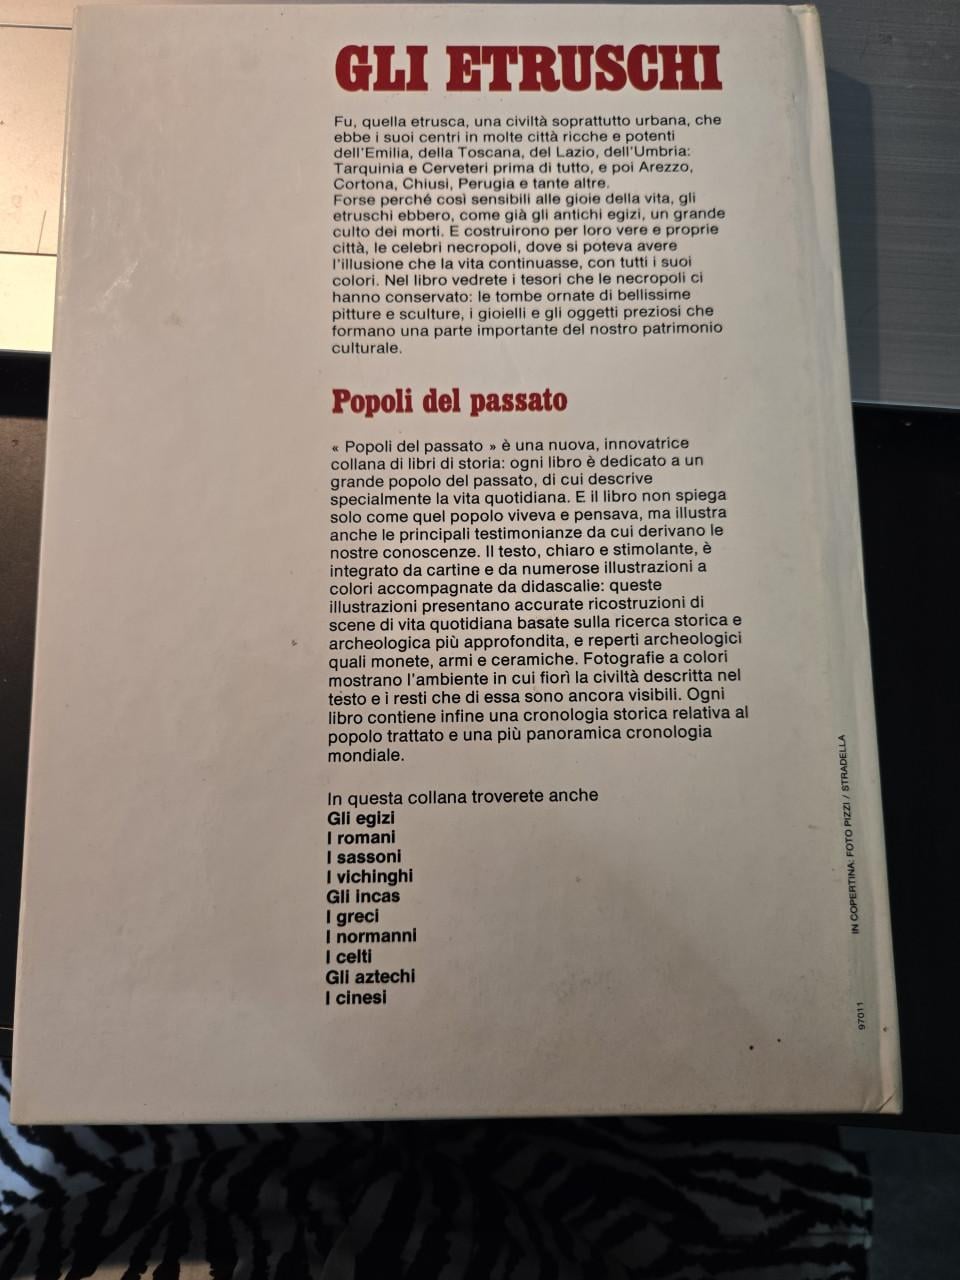 GLI ETRUSCHI
Fu, quella etrusca, una civiltà soprattutto urbana, che
ebbe i suoi centri in molte città ricche e potenti
dell'Emilia, della Toscana, del Lazio, dell'Umbria:
Tarquinia e Cerveteri prima di tutto, e poi Arezzo,
Cortona, Chiusi, Perugia e tante altre.
Forse perché così sensibili alle gioie della vita, gli
etruschi ebbero, come già gli antichi egizi, un grande
culto dei morti. E costruirono per loro vere e proprie
città, le celebri necropoli, dove si poteva avere
l'illusione che la vita continuasse, con tutti i suoi
colori. Nel libro vedrete i tesori che le necropoli ci
hanno conservato: le tombe ornate di bellissime
pitture e sculture, i gioielli e gli oggetti preziosi che
formano una parte importante del nostro patrimonio
culturale.
Popoli del passato
« Popoli del passato » è una nuova, innovatrice
collana di libri di storia: ogni libro è dedicato a un
grande popolo del passato, di cui descrive
specialmente la vita quotidiana. E il libro non spiega
solo come quel popolo viveva e pensava, ma illustra
anche le principali testimonianze da cui derivano le
nostre conoscenze. Il testo, chiaro e stimolante, è
integrato da cartine e da numerose illustrazioni a
colori accompagnate da didascalie: queste
illustrazioni presentano accurate ricostruzioni di
scene di vita quotidiana basate sulla ricerca storica e
archeologica più approfondita, e reperti archeologici
quali monete, armi e ceramiche. Fotografie a colori
mostrano l'ambiente in cui fiorì la civiltà descritta nel
testo e i resti che di essa sono ancora visibili. Ogni
libro contiene infine una cronologia storica relativa al
popolo trattato e una più panoramica cronologia
mondiale.
In questa collana troverete anche
Gli egizi
I romani
I sassoni
I vichinghi
Gli incas
I greci
I normanni
I celti
Gli aztechi
I cinesi
IN COPERTINA: FOTO PIZZI / STRADELLA
97011